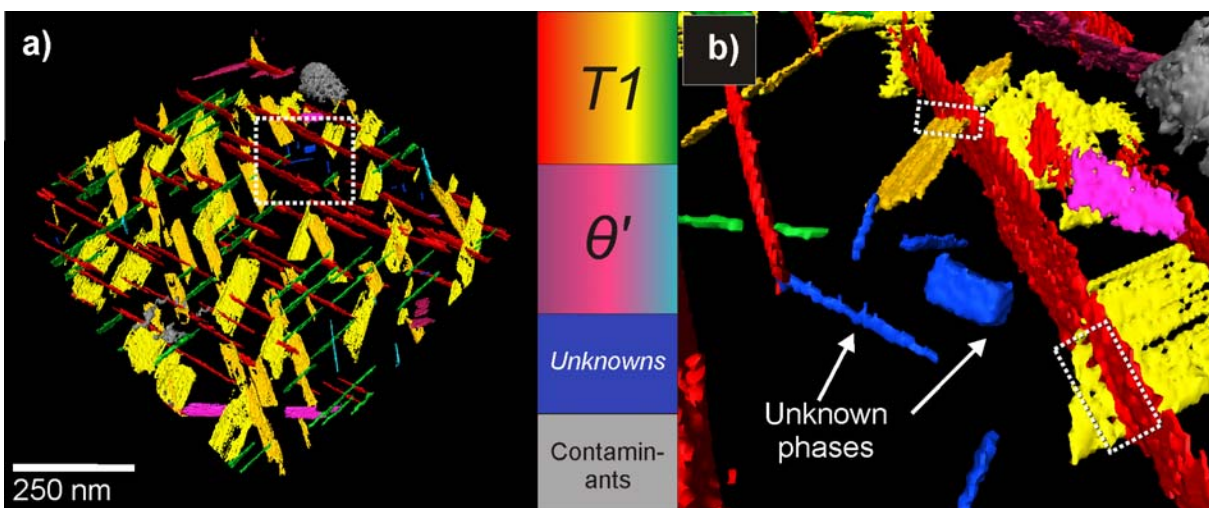 a)
250 nm
T1
θ'
Unknowns
Contamin-
ants
b)
Unknown
phases